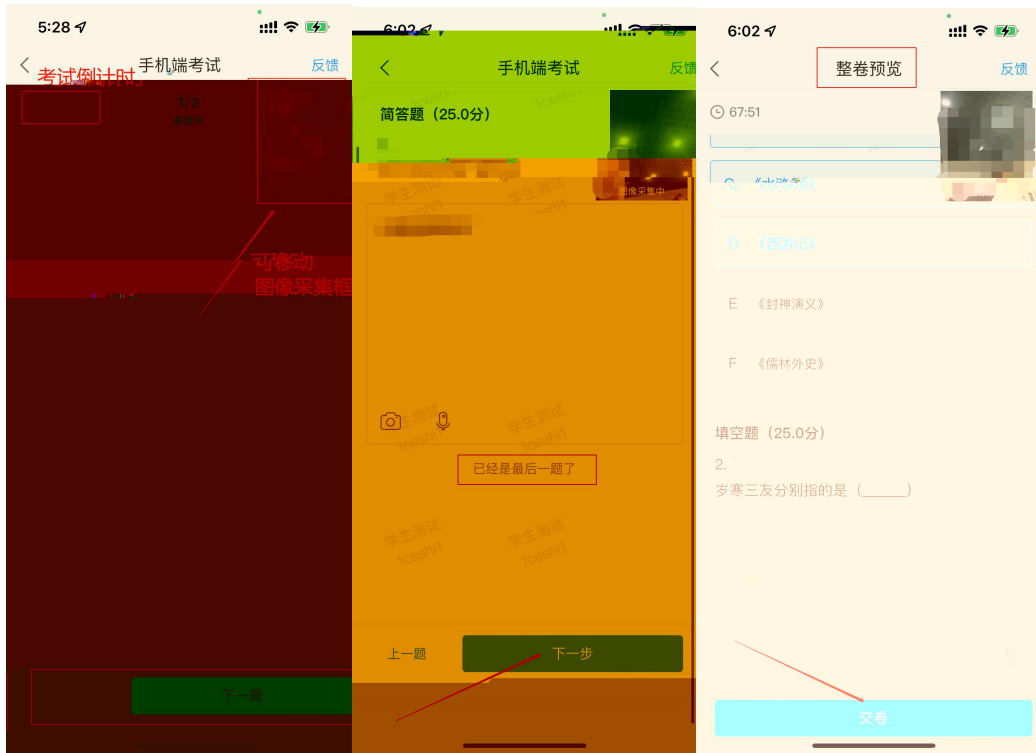 5:28
手机端考试
反馈
考试倒计时
1/3
可移动
图像采集框
下一题
6:02
手机端考试
反馈
简答题（25.0分）
图像采集中
学生测试
1ceshi1
已经是最后一题了
上一题
下一步
6:02
整卷预览
反馈
67:51
C 《水浒传》
D 《西游记》
E 《封神演义》
F 《儒林外史》
填空题（25.0分）
2.
岁寒三友分别指的是（______）
交卷